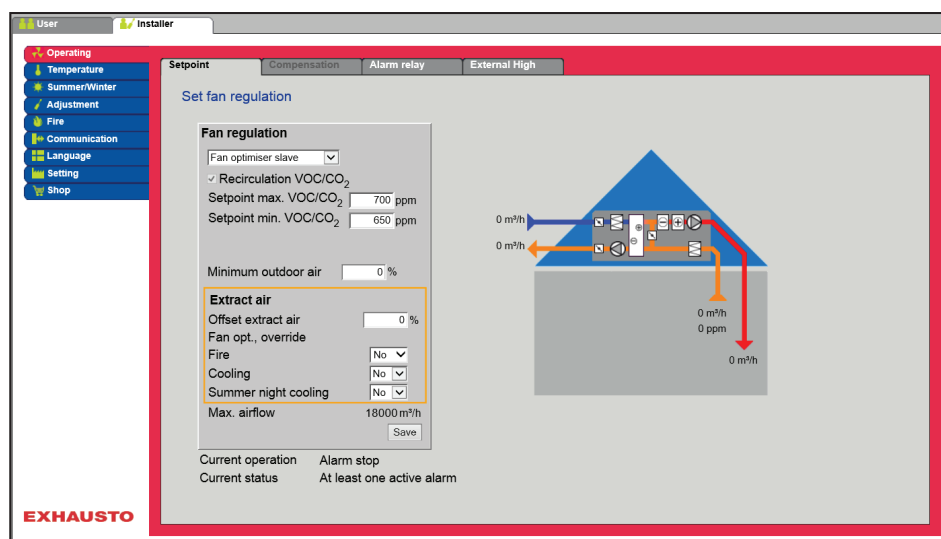 User
Installer
Operating
Temperature
Summer/Winter
Adjustment
Fire
Communication
Language
Setting
Shop
Setpoint
Compensation
Alarm relay
External High
Set fan regulation
Fan regulation
Fan optimiser slave
Recirculation VOC/CO2
Setpoint max. VOC/CO2 700 ppm
Setpoint min. VOC/CO2 650 ppm
Minimum outdoor air 0 %
Extract air
Offset extract air 0 %
Fan opt., override
Fire No
Cooling No
Summer night cooling No
Max. airflow 18000 m³/h
Save
Current operation Alarm stop
Current status At least one active alarm
0 m³/h
0 m³/h
0 m³/h
0 ppm
0 m³/h
EXHAUSTO